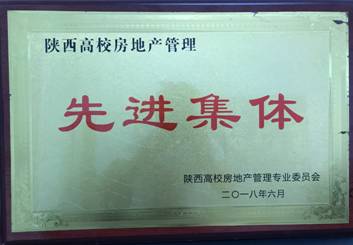 陕西高校房地产管理
先进集体
陕西高校房地产管理专业委员会
二〇一八年六月